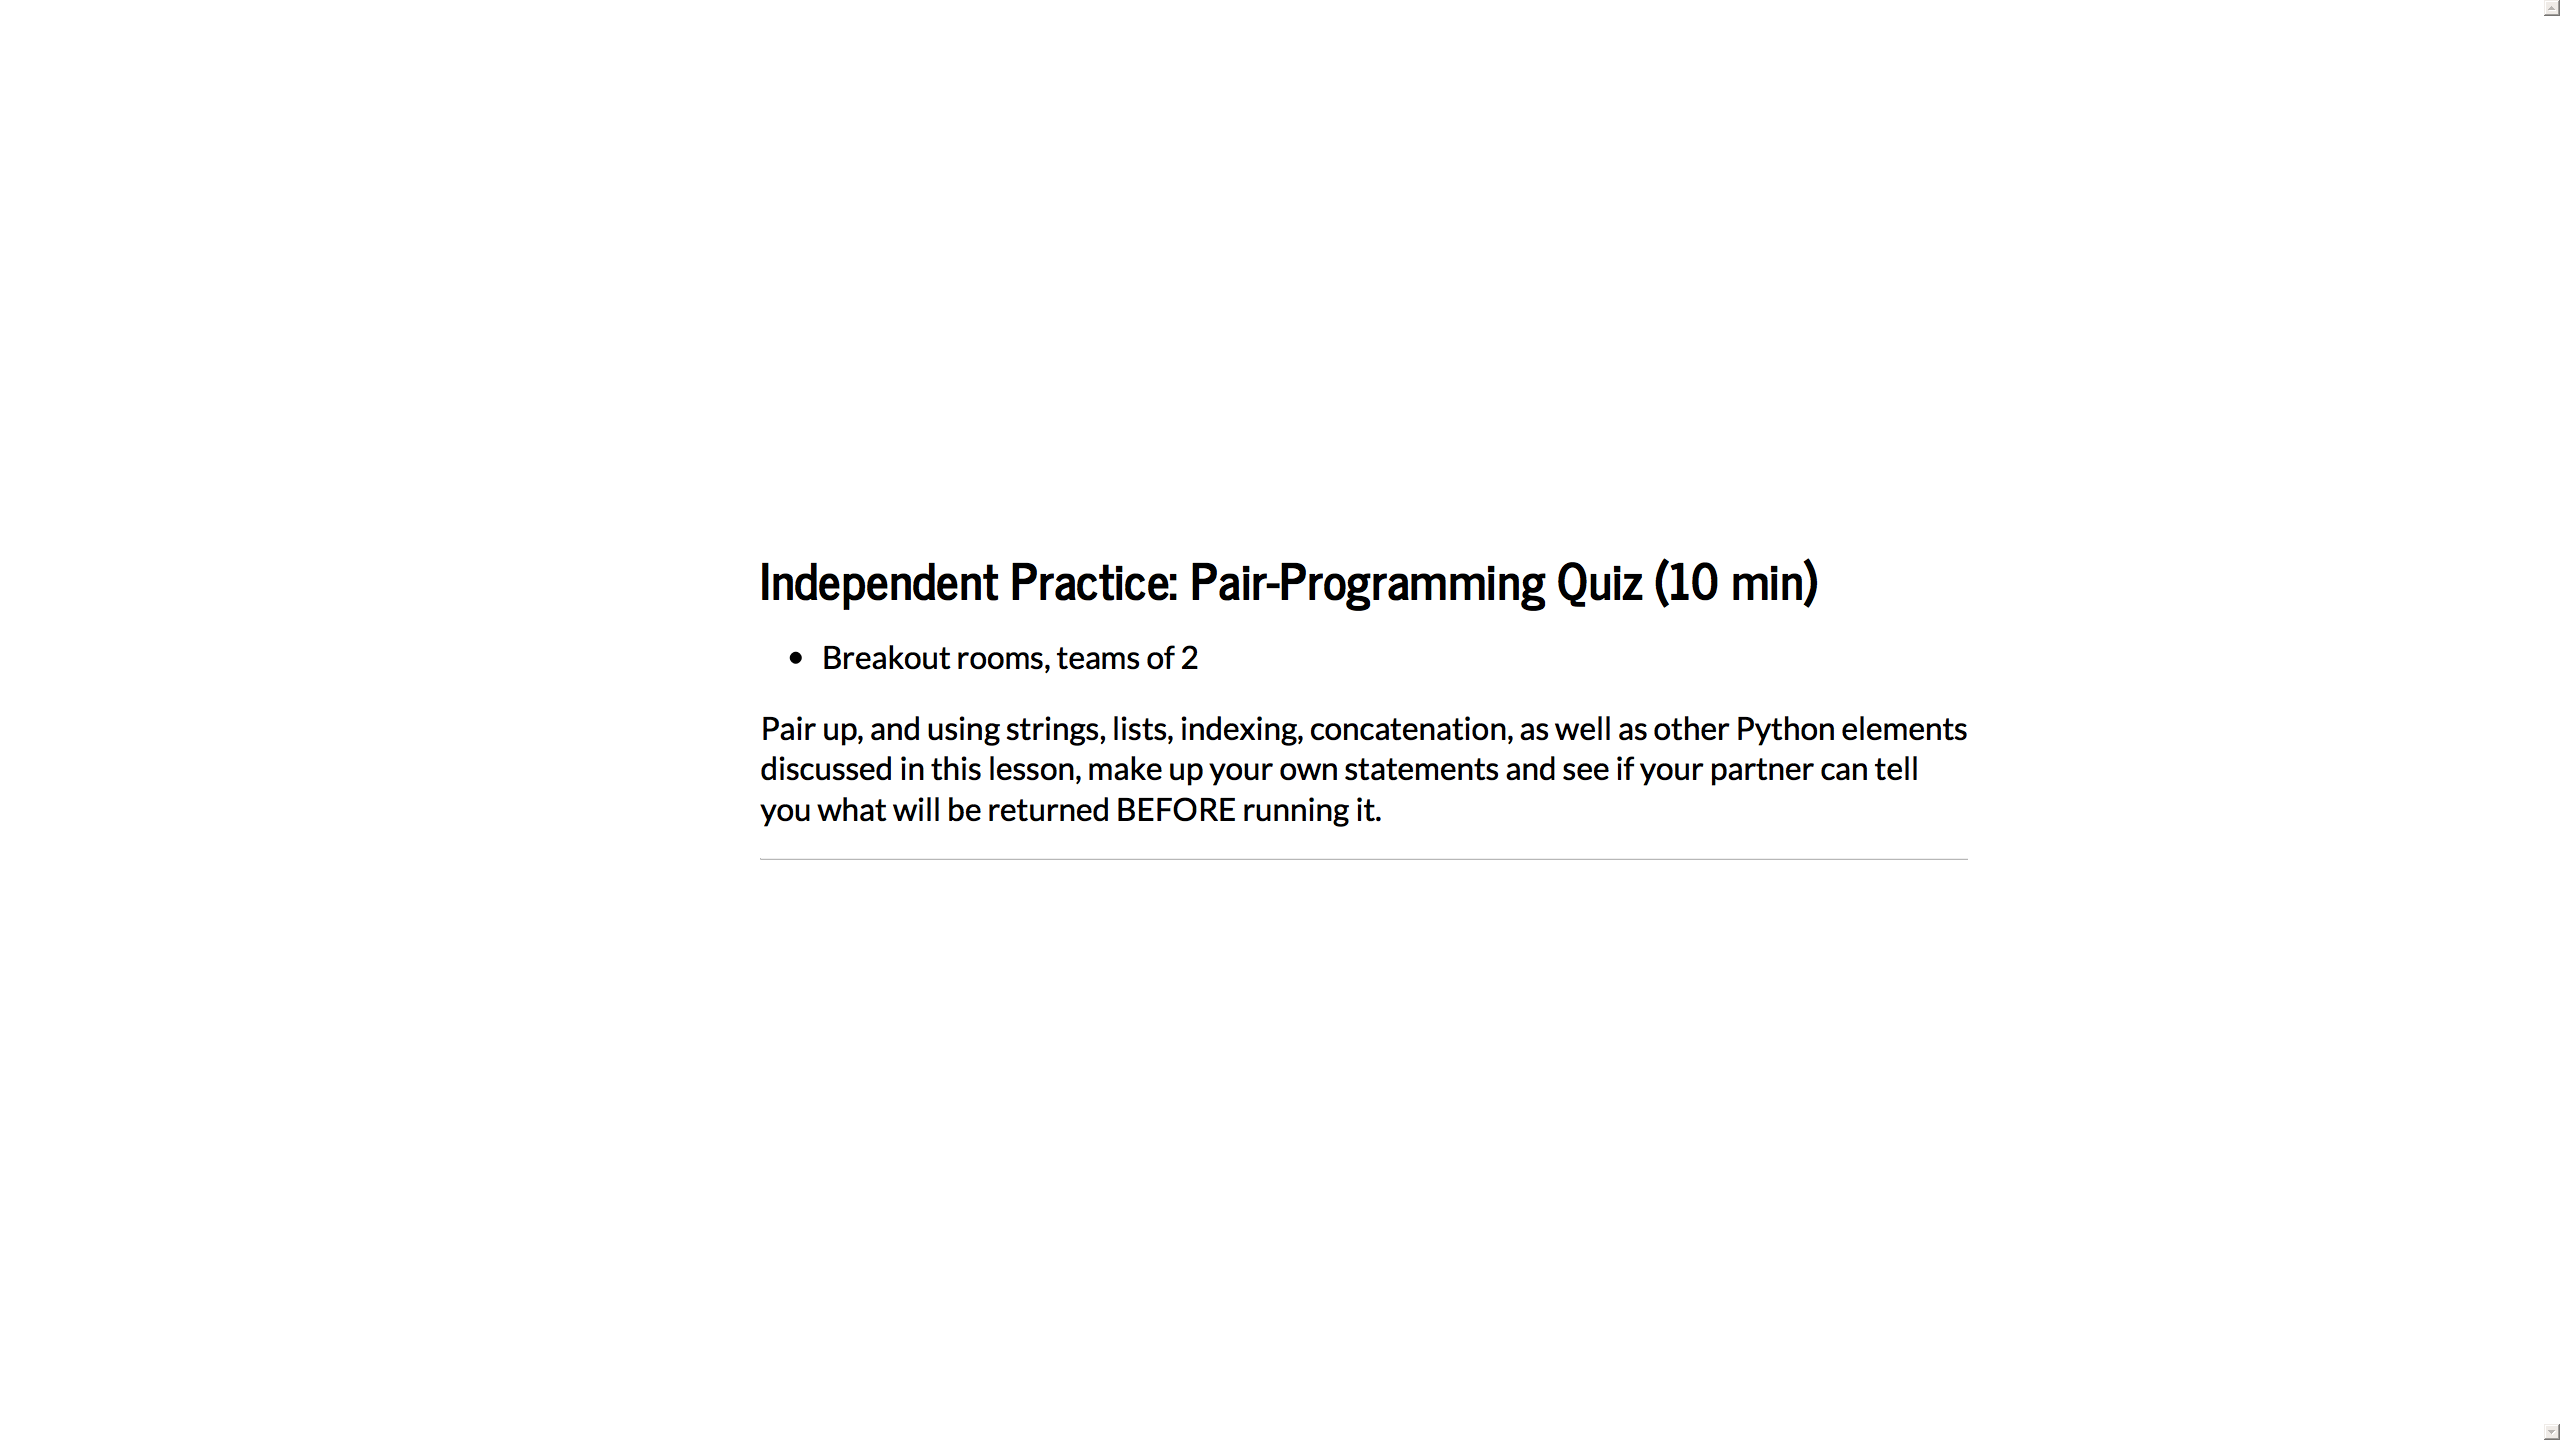 Independent Practice: Pair-Programming Quiz (10 min)
• Breakout rooms, teams of 2
Pair up, and using strings, lists, indexing, concatenation, as well as other Python elements
discussed in this lesson, make up your own statements and see if your partner can tell
you what will be returned BEFORE running it.